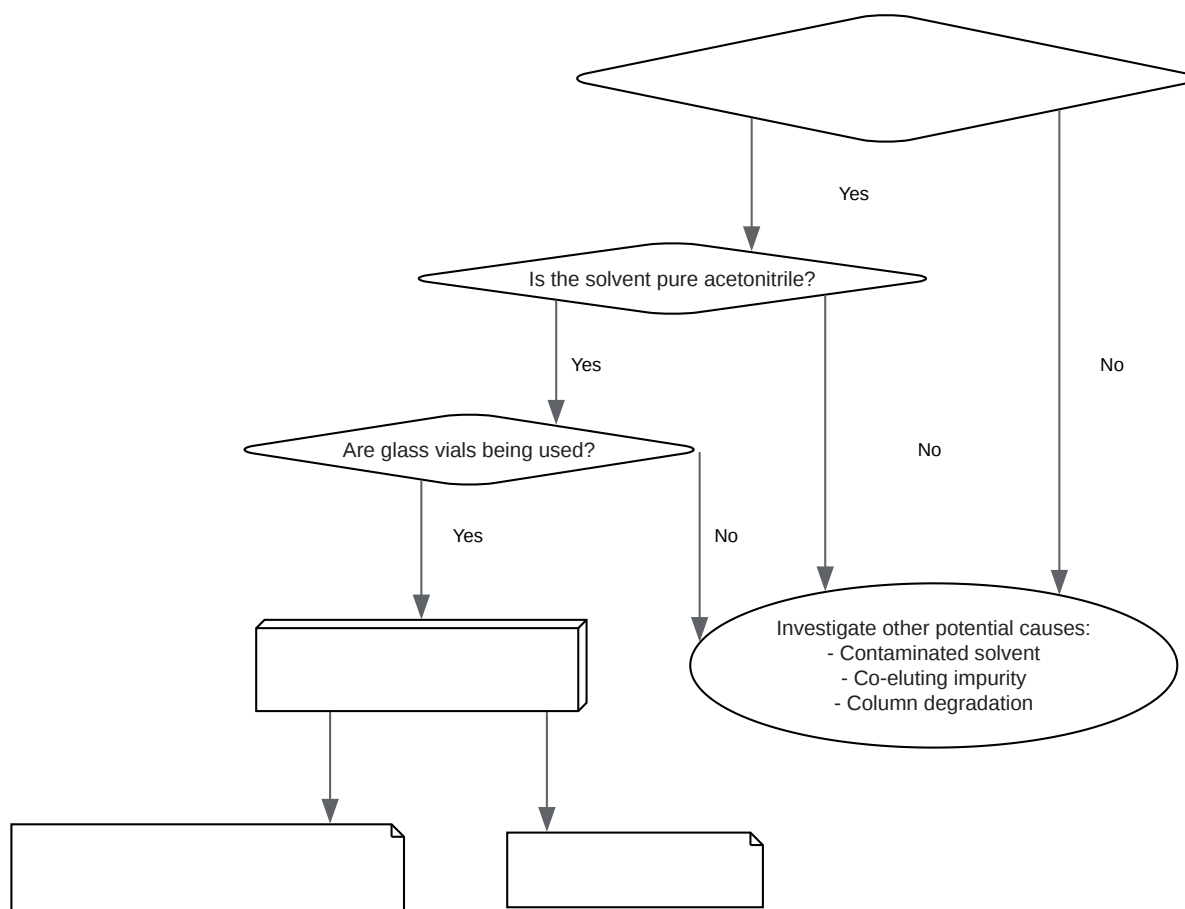 Yes
Is the solvent pure acetonitrile?
Yes
No
Are glass vials being used?
No
Yes
No
Investigate other potential causes:
- Contaminated solvent
- Co-eluting impurity
- Column degradation